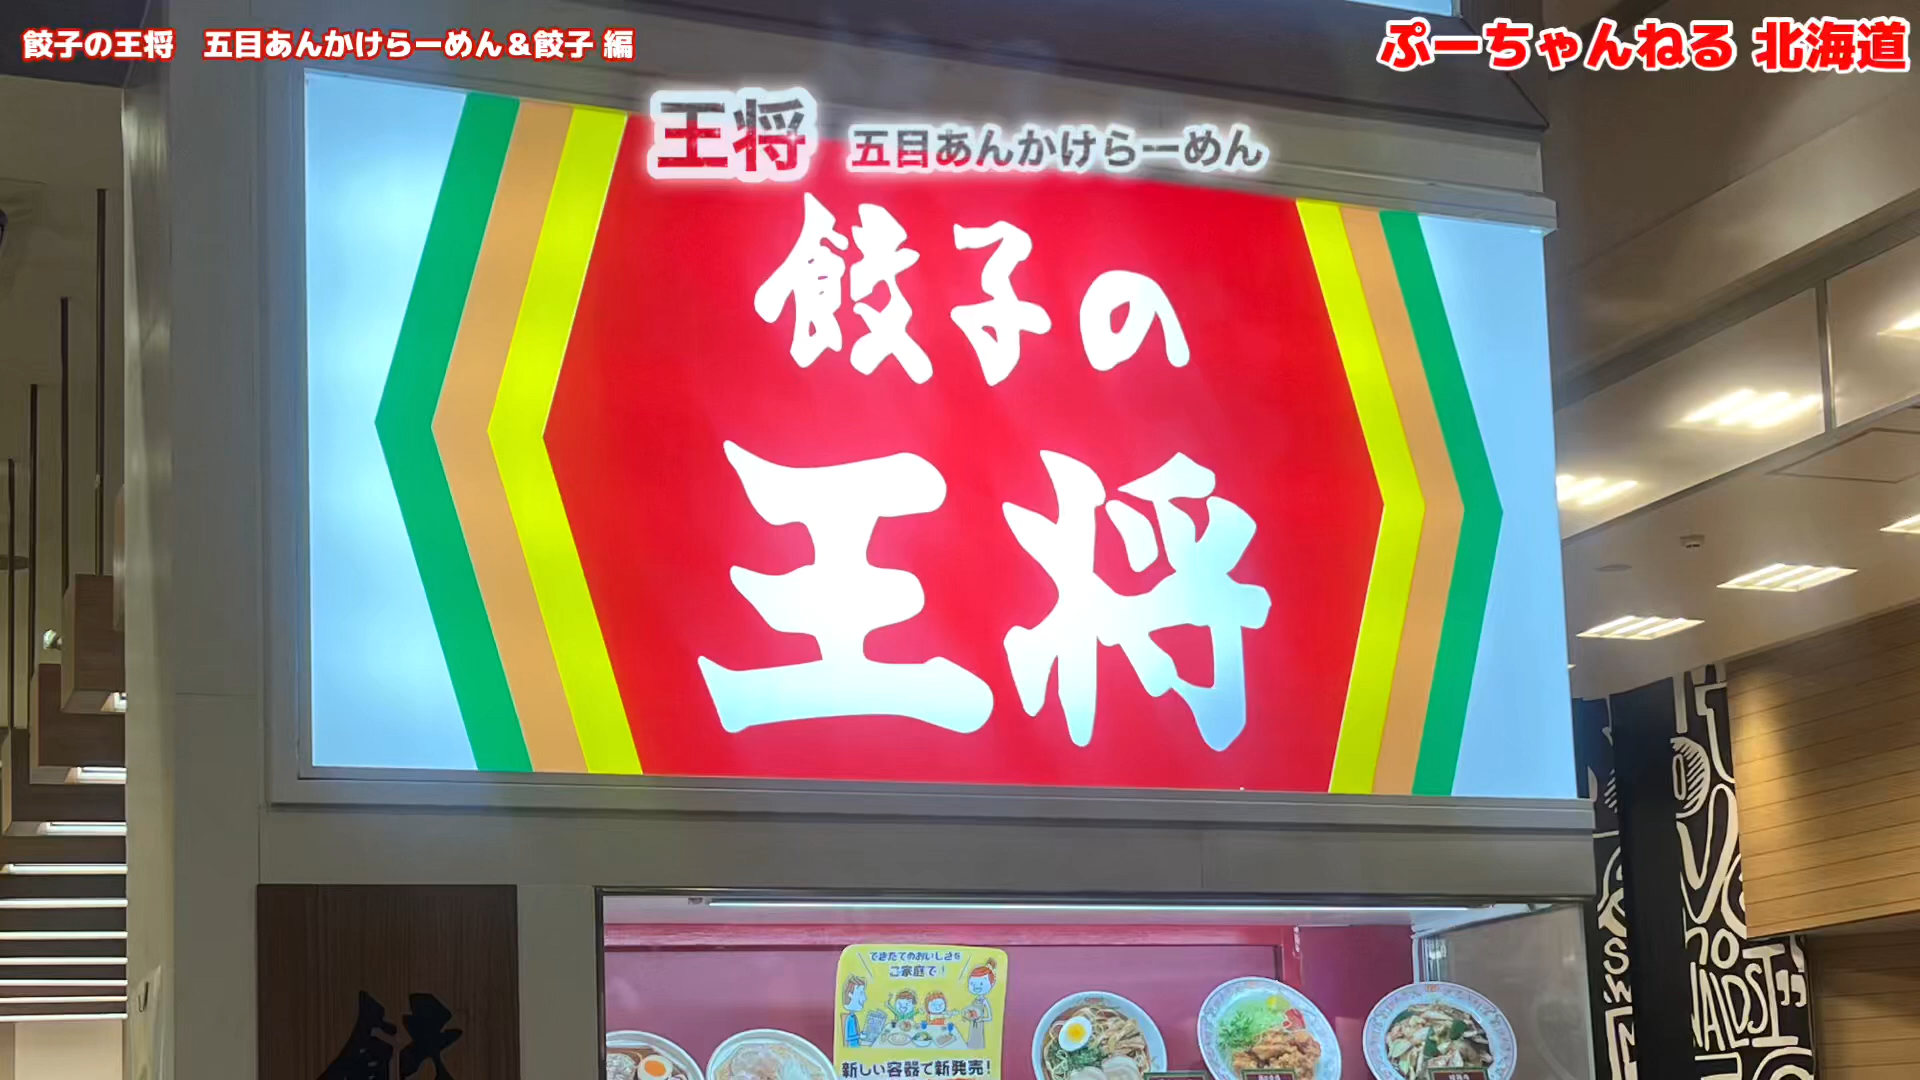 餃子の王将　五目あんかけらーめん＆餃子 編
ぷーちゃんねる 北海道
王将 五目あんかけらーめん
餃子の
王将
できたてのおいしさを
ご家庭で!
新しい容器で新発売!
餃